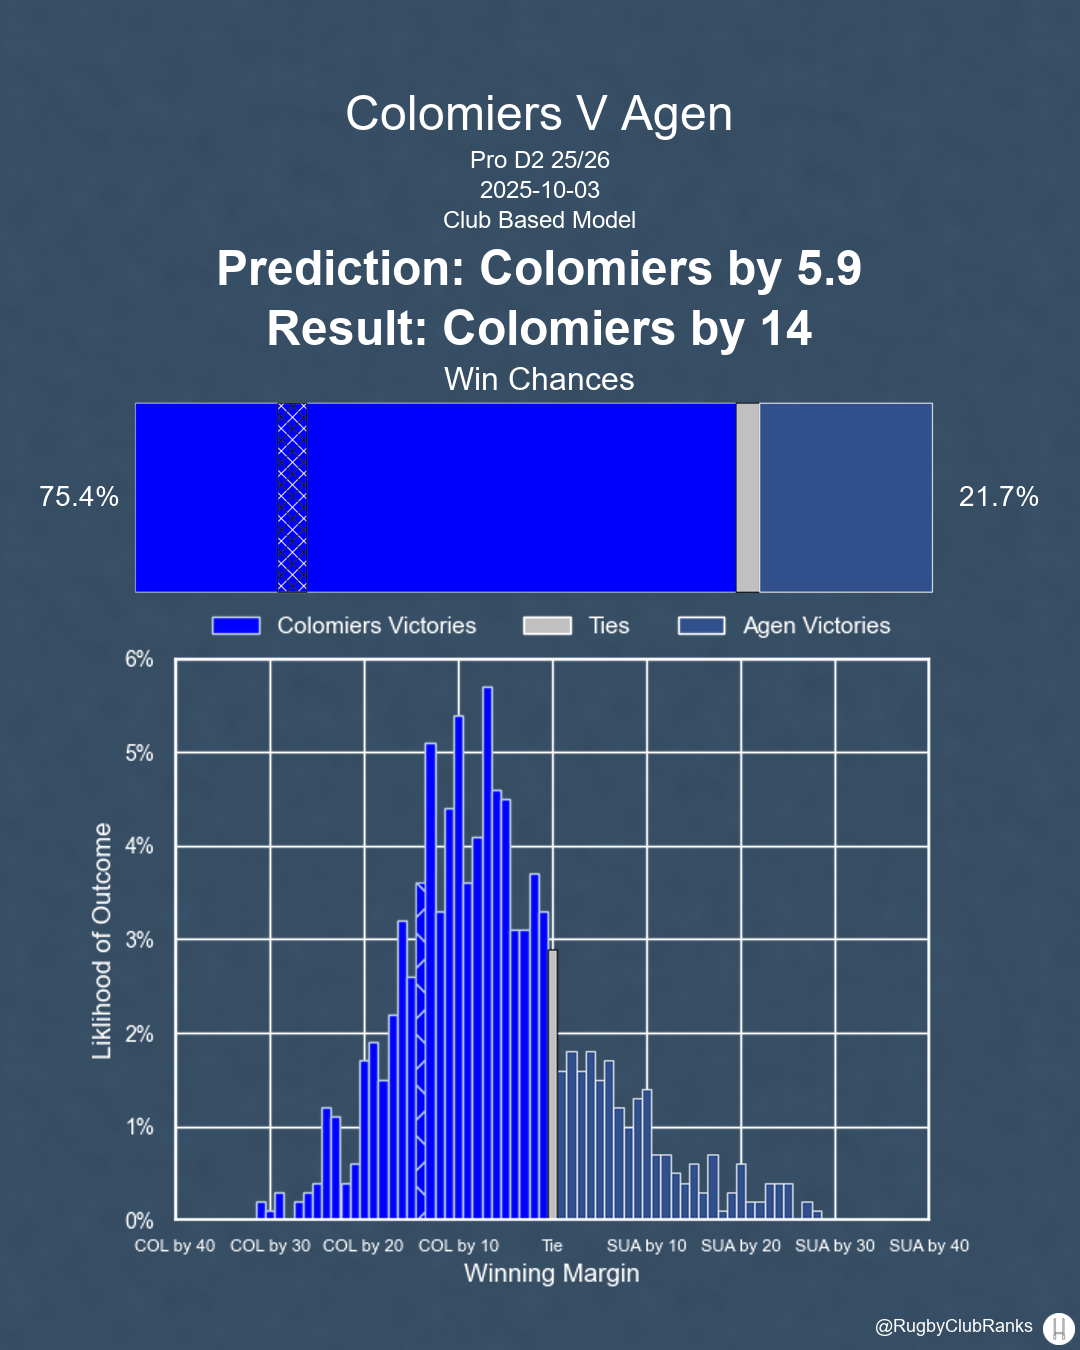 Colomiers V Agen
Pro D2 25/26
2025-10-03
Club Based Model
Prediction: Colomiers by 5.9
Result: Colomiers by 14
Win Chances
75.4%
21.7%
Colomiers Victories
Ties
Agen Victories
6%
5%
4%
3%
2%
1%
0%
Liklihood of Outcome
COL by 40
COL by 30
COL by 20
COL by 10
Tie
SUA by 10
SUA by 20
SUA by 30
SUA by 40
Winning Margin
@RugbyClubRanks